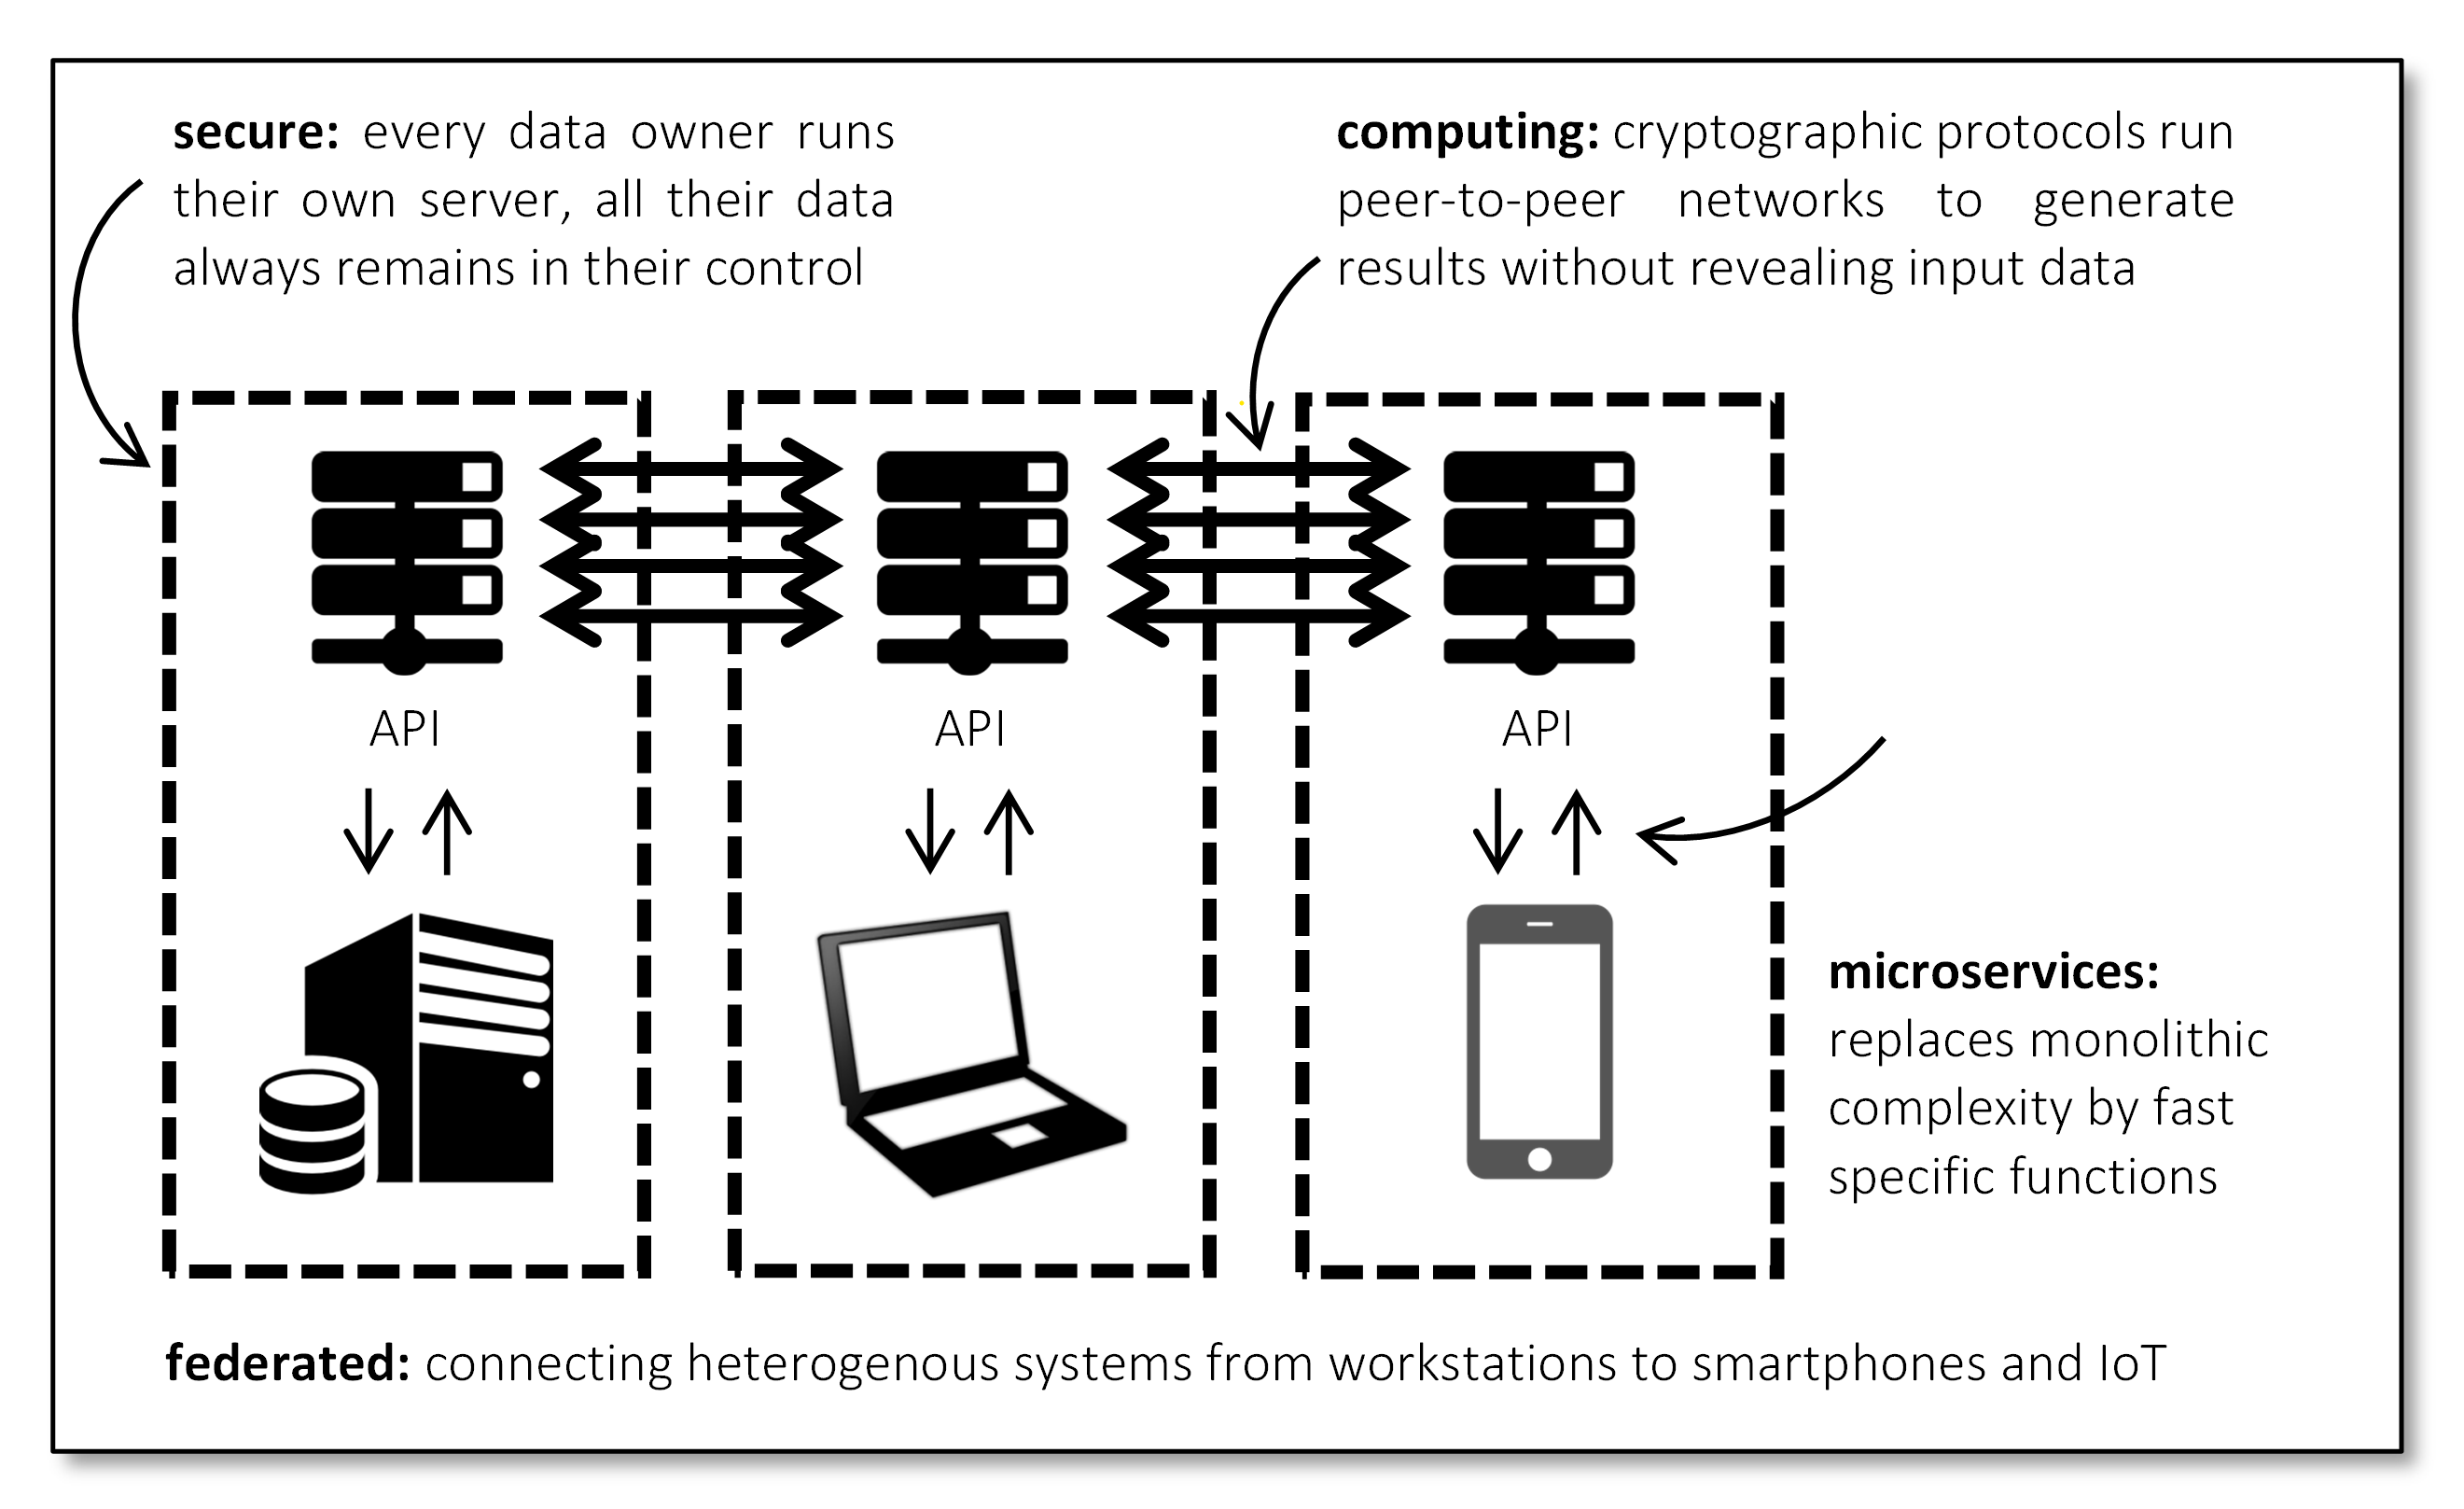 secure: every data owner runs
their own server, all their data
always remains in their control
computing: cryptographic protocols run
peer-to-peer networks to generate
results without revealing input data
API
API
API
microservices:
replaces monolithic
complexity by fast
specific functions
federated: connecting heterogenous systems from workstations to smartphones and IoT